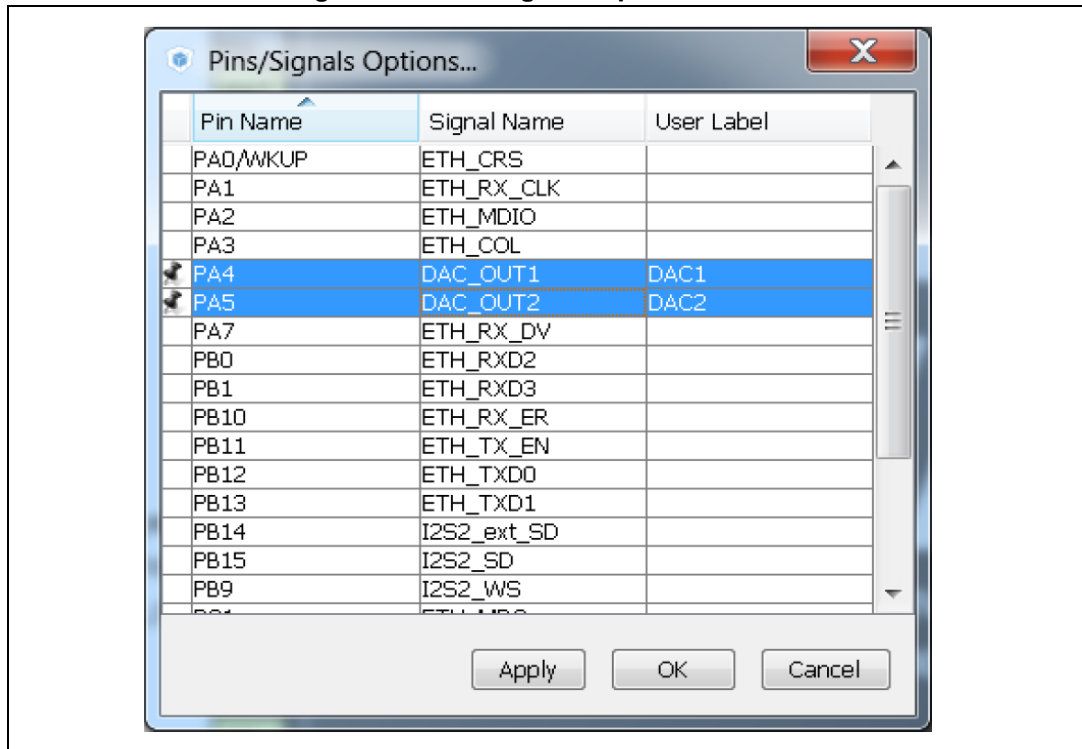 Pins/Signals Options...
Pin Name Signal Name User Label
PA0/WKUP ETH_CRS
PA1 ETH_RX_CLK
PA2 ETH_MDIO
PA3 ETH_COL
PA4 DAC_OUT1 DAC1
PA5 DAC_OUT2 DAC2
PA7 ETH_RX_DV
PB0 ETH_RXD2
PB1 ETH_RXD3
PB10 ETH_RX_ER
PB11 ETH_TX_EN
PB12 ETH_TXD0
PB13 ETH_TXD1
PB14 I2S2_ext_SD
PB15 I2S2_SD
PB9 I2S2_WS
Apply OK Cancel